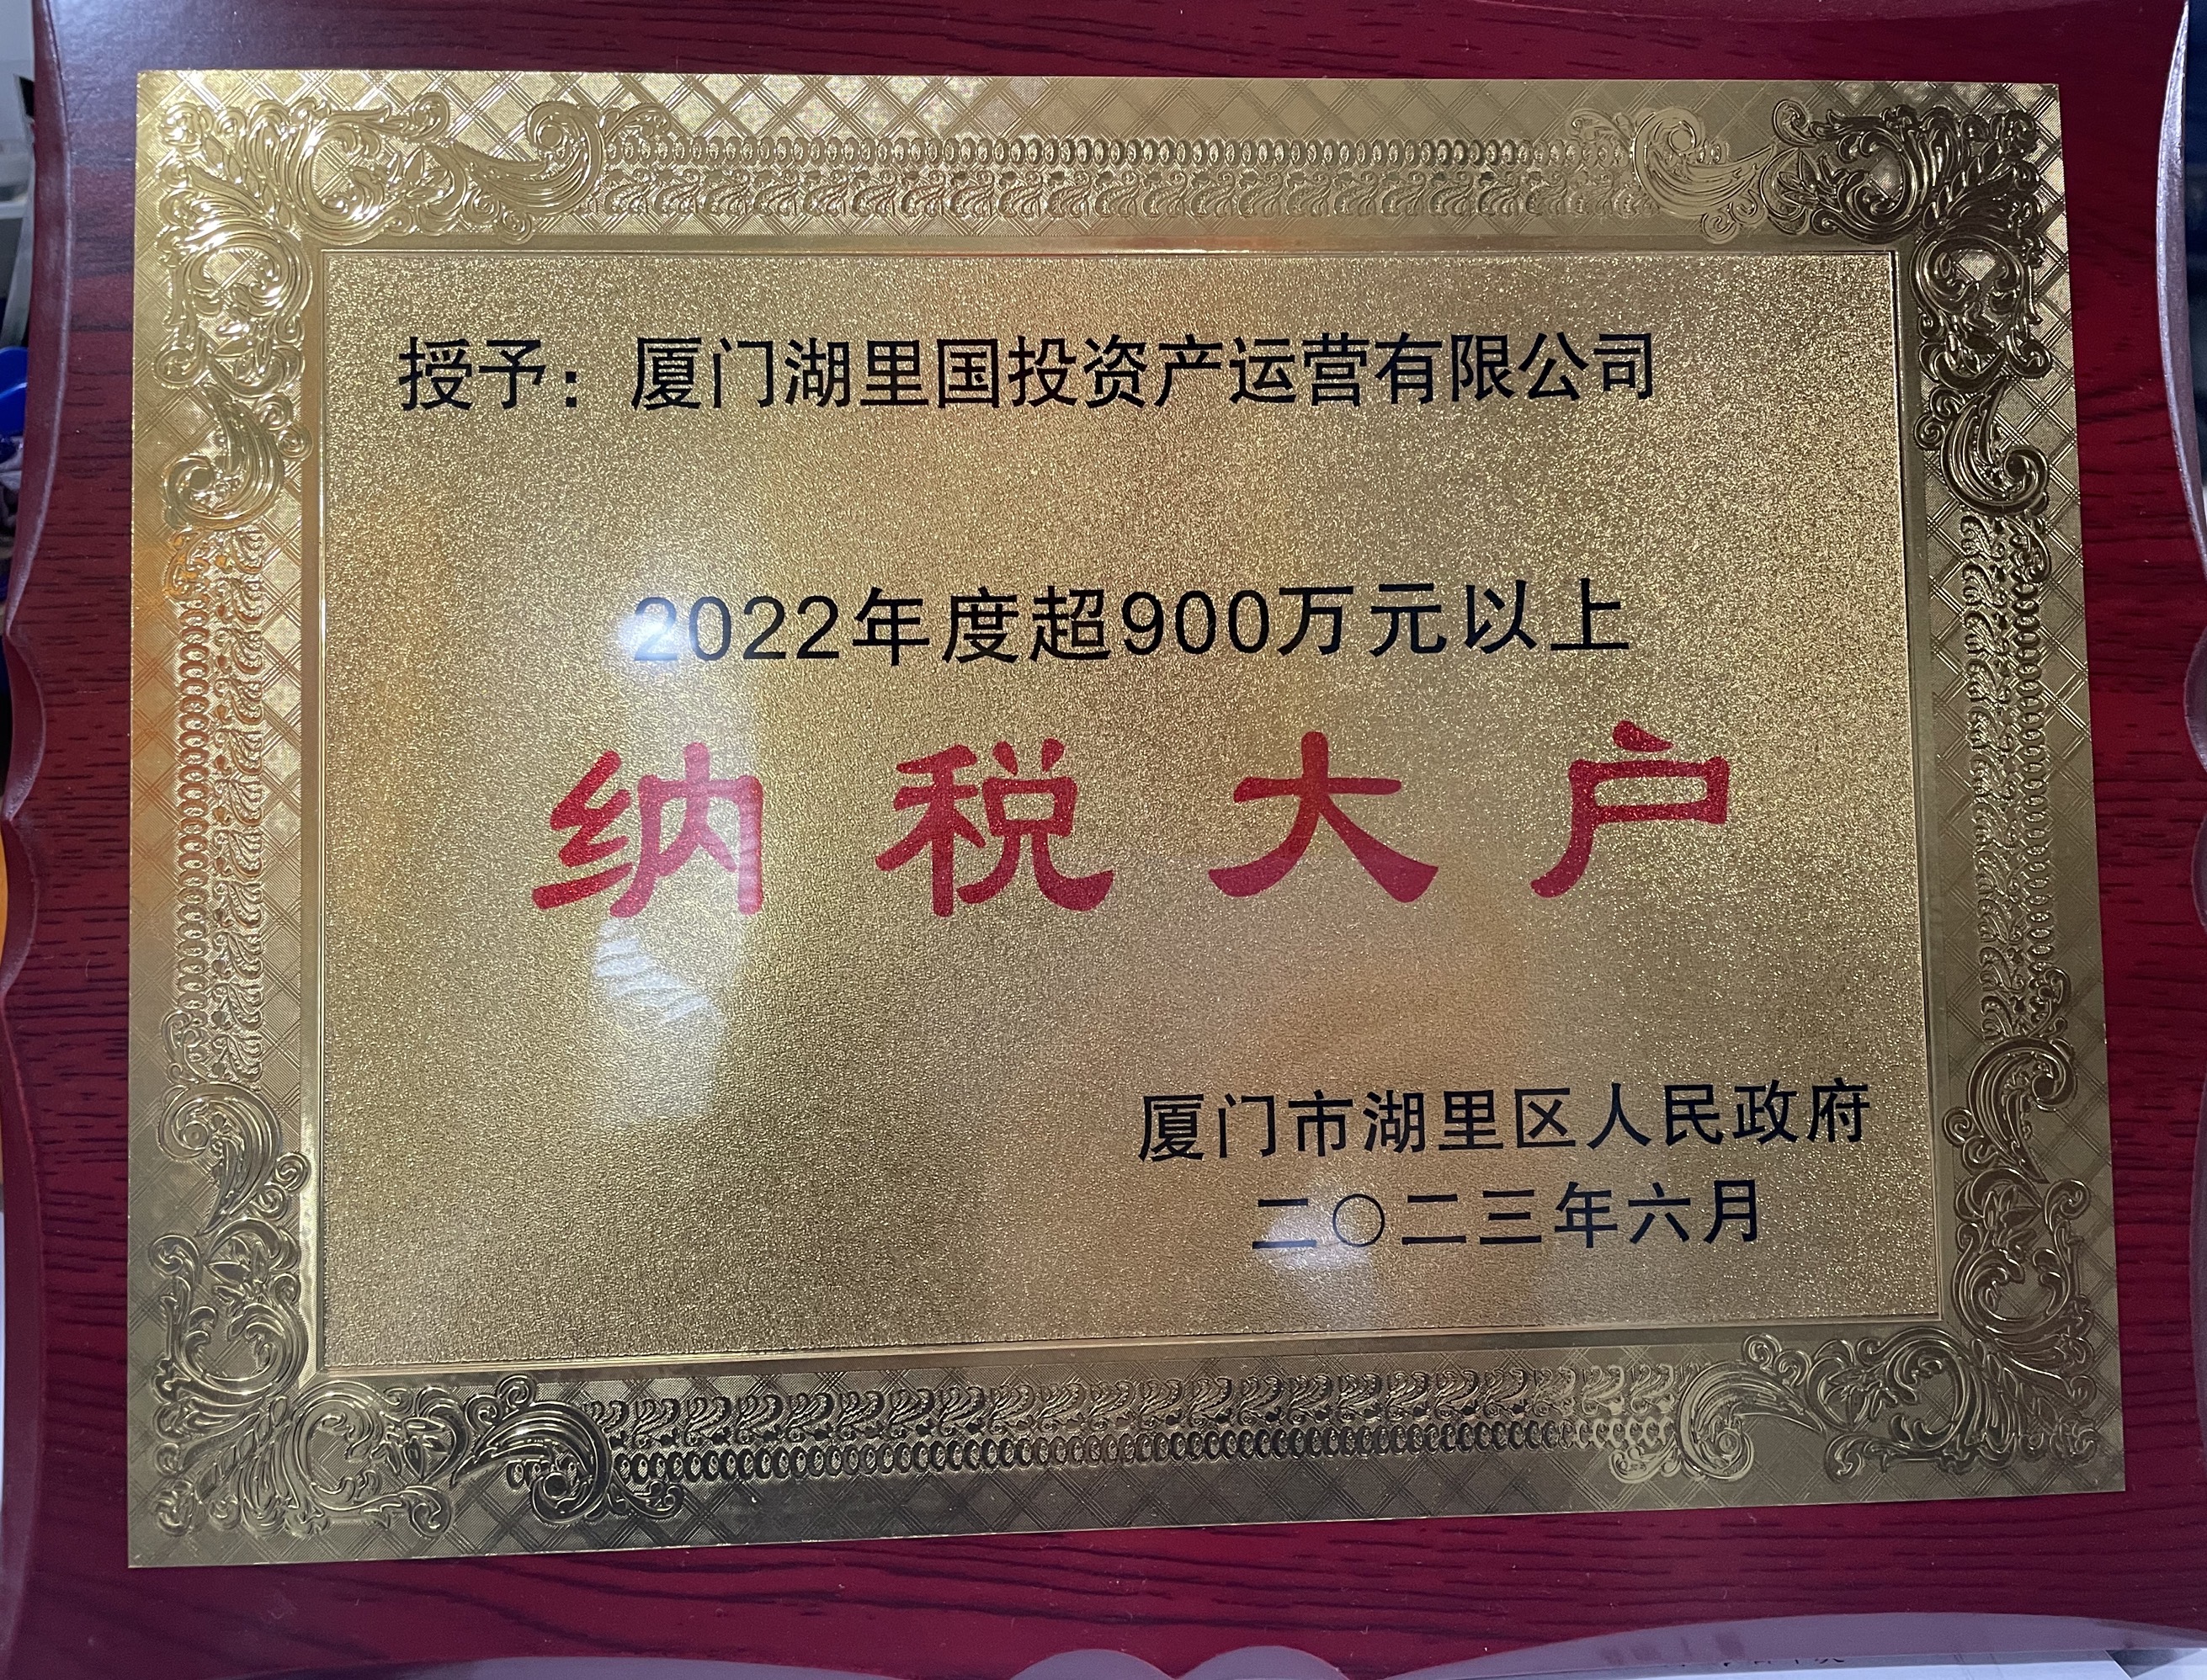 授予：厦门湖里国投资产运营有限公司
2022年度超900万元以上
纳税大户
厦门市湖里区人民政府
二〇二三年六月